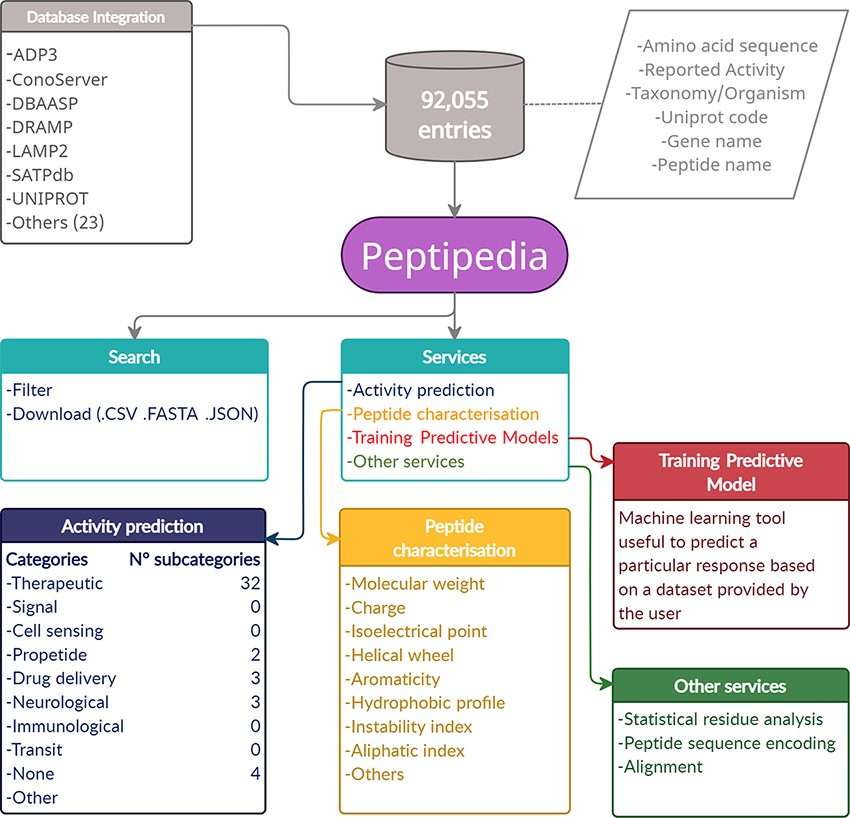 Database Integration
-ADP3
-ConoServer
-DBAASP
-DRAMP
-LAMP2
-SATPdb
-UNIPROT
-Others (23)
92,055
entries
-Amino acid sequence
-Reported Activity
-Taxonomy/Organism
-Uniprot code
-Gene name
-Peptide name
Peptipedia
Search
-Filter
-Download (.CSV .FASTA .JSON)
Services
-Activity prediction
-Peptide characterisation
-Training Predictive Models
-Other services
Activity prediction
Categories N° subcategories
-Therapeutic 32
-Signal 0
-Cell sensing 0
-Propetide 2
-Drug delivery 3
-Neurological 3
-Immunological 0
-Transit 0
-None 4
-Other
Peptide
characterisation
-Molecular weight
-Charge
-Isoelectrical point
-Helical wheel
-Aromaticity
-Hydrophobic profile
-Instability index
-Aliphatic index
-Others
Training Predictive
Model
Machine learning tool
useful to predict a
particular response based
on a dataset provided by
the user
Other services
-Statistical residue analysis
-Peptide sequence encoding
-Alignment